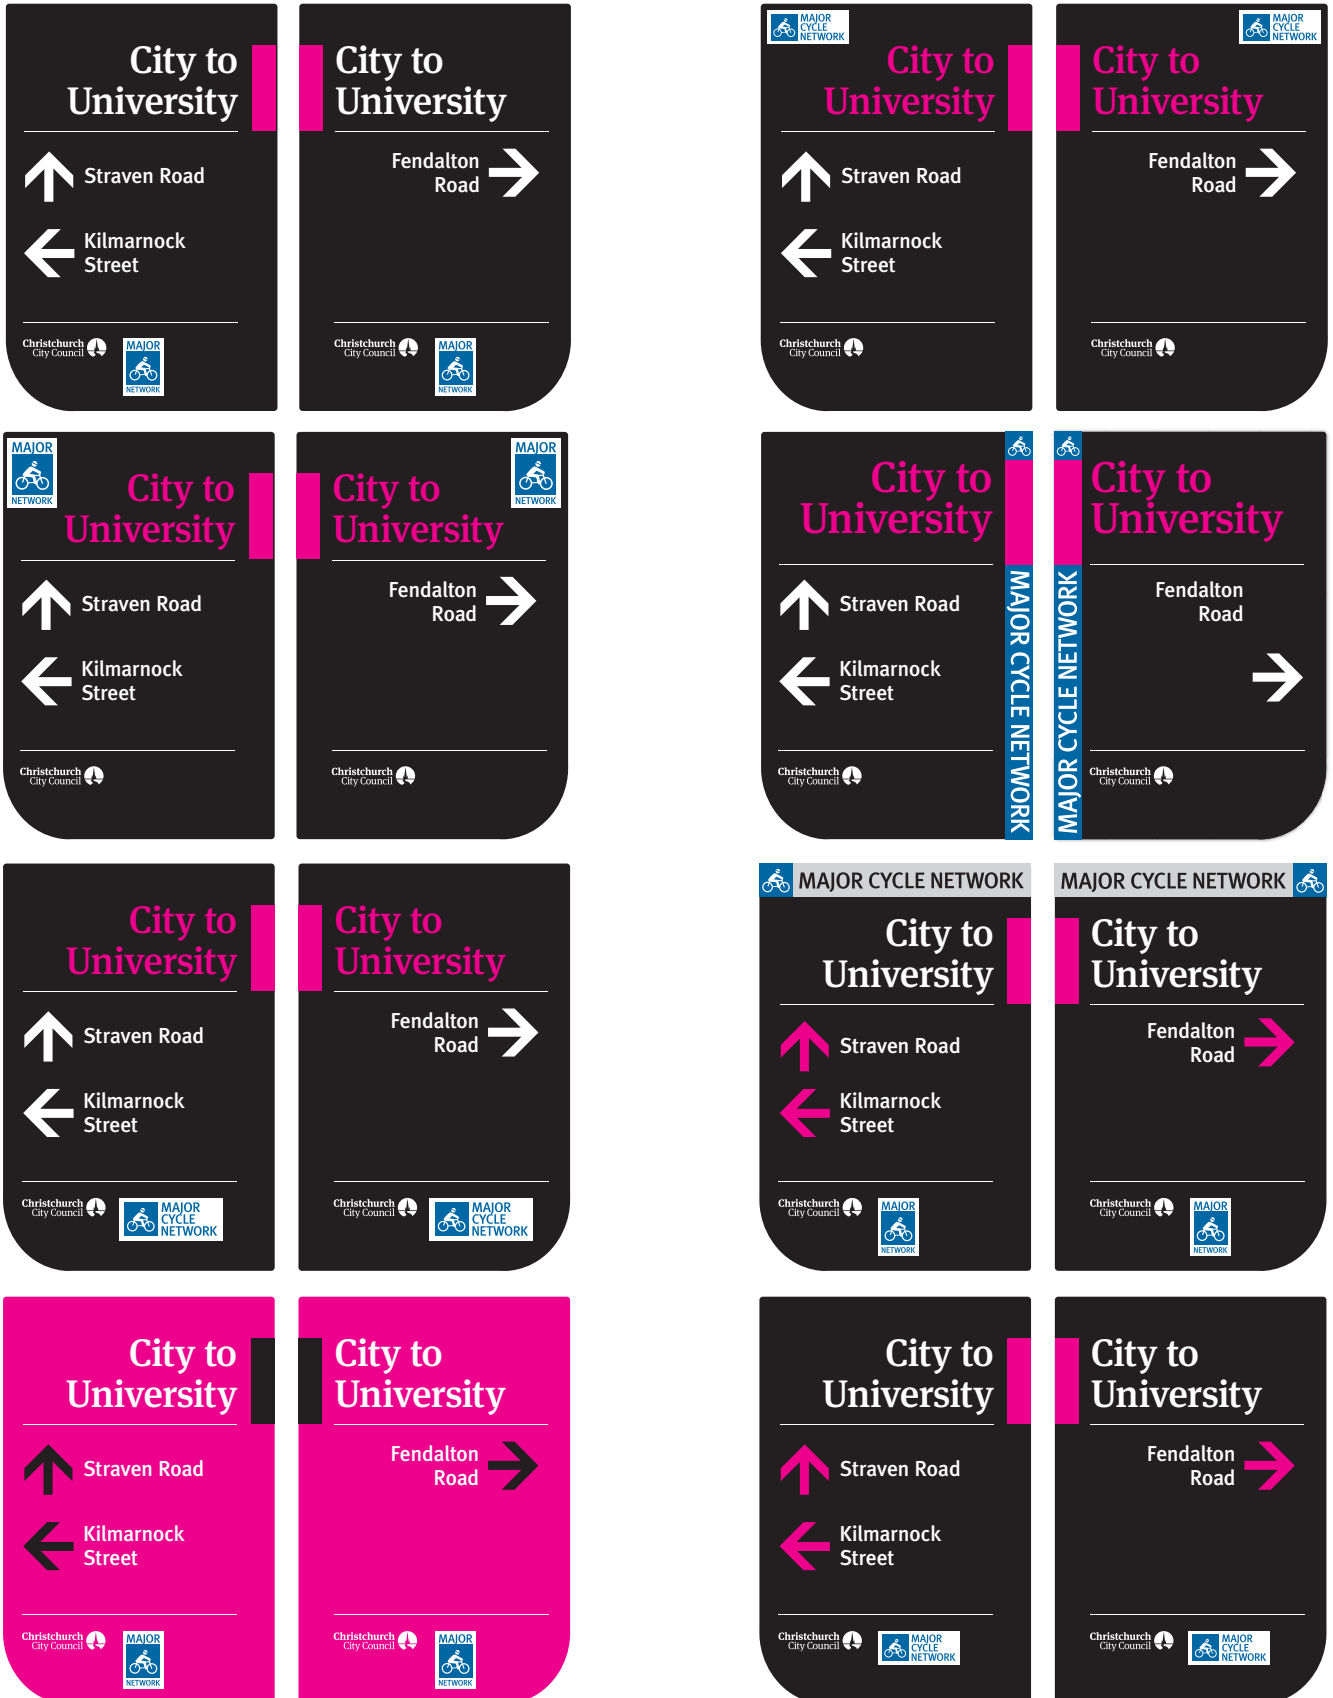 City to
University
Straven Road
Kilmarnock
Street
Christchurch
City Council
MAJOR
NETWORK
City to
University
Fendalton
Road
Christchurch
City Council
MAJOR
NETWORK
MAJOR
CYCLE
NETWORK
City to
University
Straven Road
Kilmarnock
Street
Christchurch
City Council
MAJOR
CYCLE
NETWORK
City to
University
Fendalton
Road
Christchurch
City Council
MAJOR
NETWORK
City to
University
Straven Road
Kilmarnock
Street
Christchurch
City Council
MAJOR
NETWORK
City to
University
Fendalton
Road
Christchurch
City Council
City to
University
Straven Road
Kilmarnock
Street
Christchurch
City Council
MAJOR CYCLE NETWORK
City to
University
Fendalton
Road
Christchurch
City Council
MAJOR CYCLE NETWORK
City to
University
Straven Road
Kilmarnock
Street
Christchurch
City Council
MAJOR
CYCLE
NETWORK
City to
University
Fendalton
Road
Christchurch
City Council
MAJOR
CYCLE
NETWORK
MAJOR CYCLE NETWORK
City to
University
Straven Road
Kilmarnock
Street
Christchurch
City Council
MAJOR
NETWORK
MAJOR CYCLE NETWORK
City to
University
Fendalton
Road
Christchurch
City Council
MAJOR
NETWORK
City to
University
Straven Road
Kilmarnock
Street
Christchurch
City Council
MAJOR
NETWORK
City to
University
Fendalton
Road
Christchurch
City Council
MAJOR
NETWORK
City to
University
Straven Road
Kilmarnock
Street
Christchurch
City Council
MAJOR
CYCLE
NETWORK
City to
University
Fendalton
Road
Christchurch
City Council
MAJOR
CYCLE
NETWORK